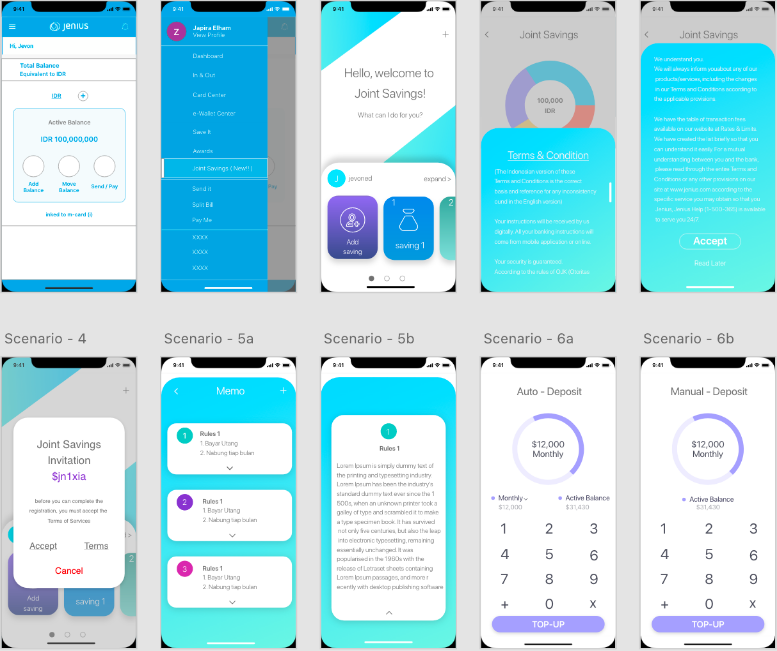 9:41
jenius
Hi, Jevon
Total Balance
Equivalent to IDR
IDR
Active Balance
IDR 100,000,000
Add Balance
Move Balance
Send / Pay
linked to m-card (i)
9:41
Z
Japira Elham
View Profile
Dashboard
In & Out
Card Center
e-Wallet Center
Save It
Awards
Joint Savings ( New!! )
Send it
Split Bill
Pay Me
XXXX
XXXX
XXXX
9:41
+
Hello, welcome to
Joint Savings!
What can I do for you?
J
jevoned
expand >
Add
saving
1
saving 1
2
9:41
Joint Savings
100,000
IDR
Terms & Condition
(The Indonesian version of these
Terms and Conditions is the correct
basis and reference for any inconsistency
sund in the English version)
Your instructions will be received by us
digitally. All your banking instructions will
come from mobile application or online.
Your security is guarantees
According to the rules of OJK (Otoritas
9:41
Joint Savings
We understand you.
We will always inform you about any of our
products/services, including the changes
in our Terms and Conditions according to
the applicable provisions.
We have the table of transaction fees
available on our website at Rates & Limits.
We have created the list briefly so that you can
understand it easily. For a mutual
understanding between you and the bank,
please read through the entire Terms and
Conditions or any other provisions on our
site at www.jenius.com according to the
specific service you may obtain so that you
Accept
Read Later
Scenario - 4
Scenario - 5a
Scenario - 5b
Scenario - 6a
Scenario - 6b
9:41
+
Joint Savings
Invitation
$jn1xia
before you can complete the
registration, you must accept the
Terms of Services
Accept
Terms
Cancel
Add
saving
saving 1
2
9:41
Memo
+
1
Rules 1
1. Bayar Utang
2. Nabung tiap bulan
2
Rules 1
1. Bayar Utang
2. Nabung tiap bulan
3
Rules 1
1. Bayar Utang
2. Nabung tiap bulan
9:41
1
Rules 1
Lorem Ipsum is simply dummy text of
the printing and typesetting industry.
Lorem Ipsum has been the industry's
standard dummy text ever since the 1
500s, when an unknown printer took a
galley of type and scrambled it to make
a type specimen book. It has survived
not only five centuries, but also the leap
into electronic typesetting, remaining
essentially unchanged. It was
popularised in the 1960s with the
release of Letraset sheets containing
Lorem Ipsum passages, and more r
ecently with desktop publishing software
9:41
Auto - Deposit
$12,000
Monthly
Monthly
$12,000
Active Balance
$31,430
1 2 3
4 5 6
7 8 9
+ 0 X
TOP-UP
9:41
Manual - Deposit
$12,000
Monthly
Active Balance
$31,430
1 2 3
4 5 6
7 8 9
+ 0 X
TOP-UP